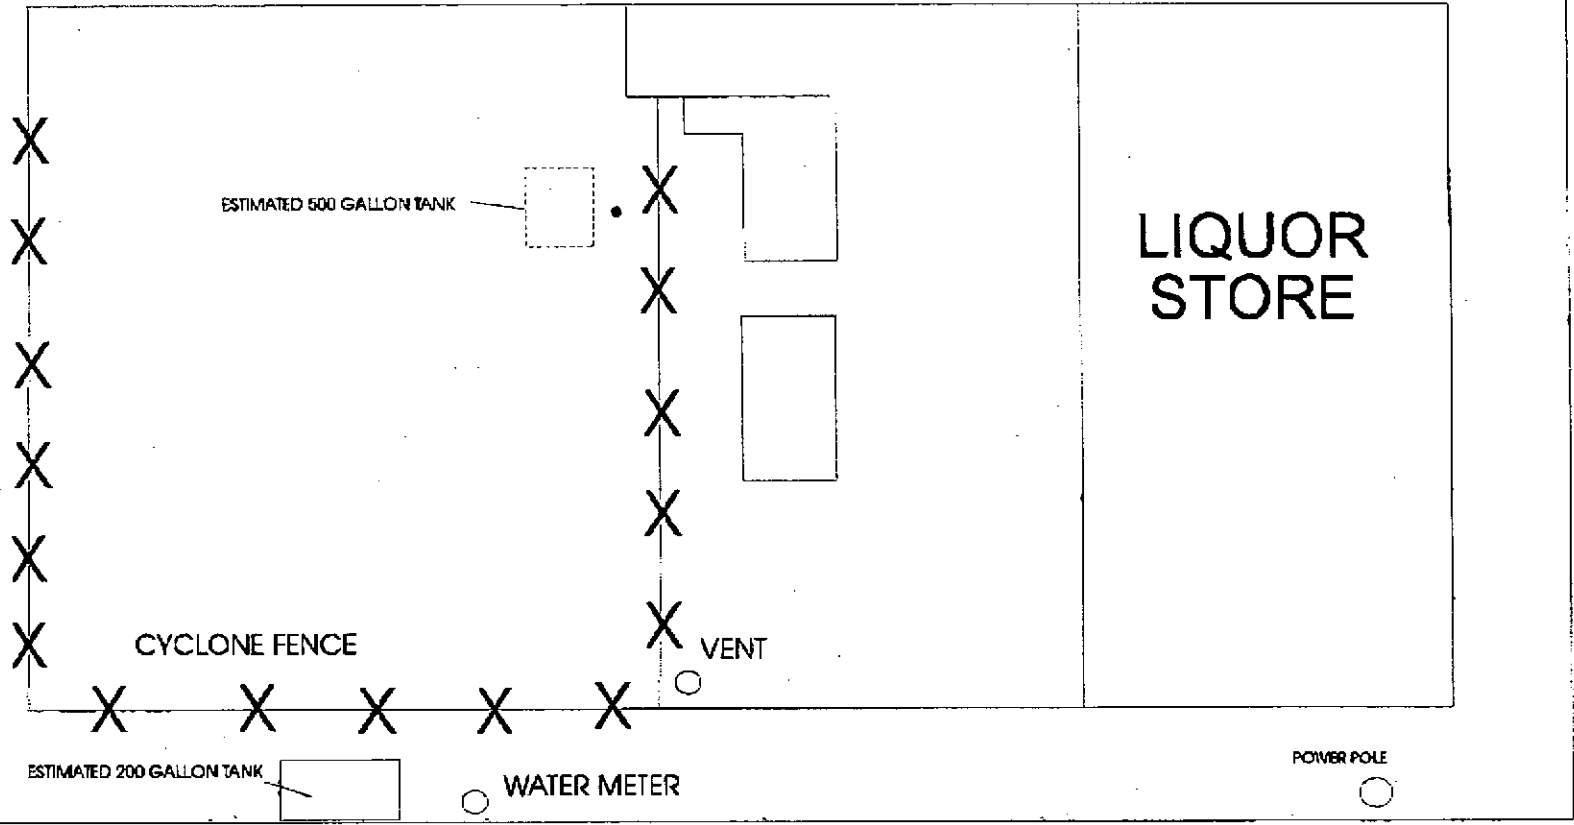 ESTIMATED 500 GALLON TANK
LIQUOR
STORE
CYCLONE FENCE
VENT
ESTIMATED 200 GALLON TANK
WATER METER
POWER POLE